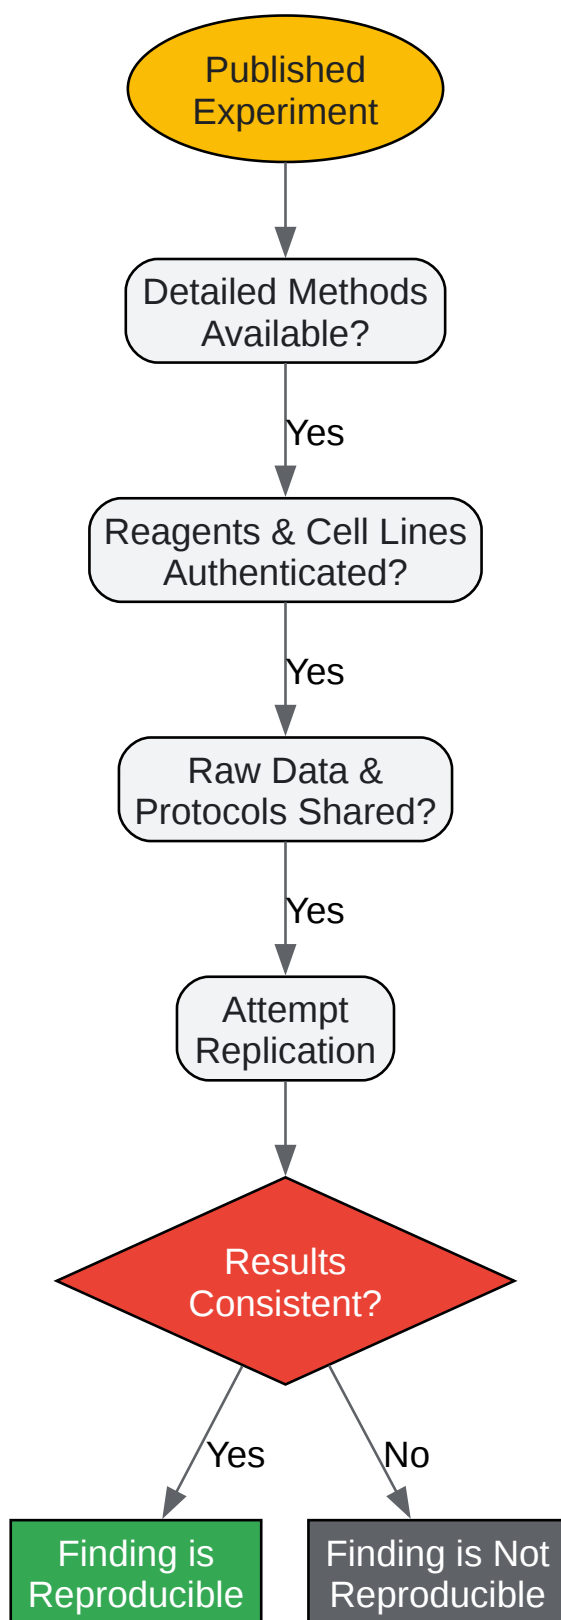 Published
Experiment
Detailed Methods
Available?
Yes
Reagents & Cell Lines
Authenticated?
Yes
Raw Data &
Protocols Shared?
Yes
Attempt
Replication
Results
Consistent?
Yes
No
Finding is
Reproducible
Finding is Not
Reproducible